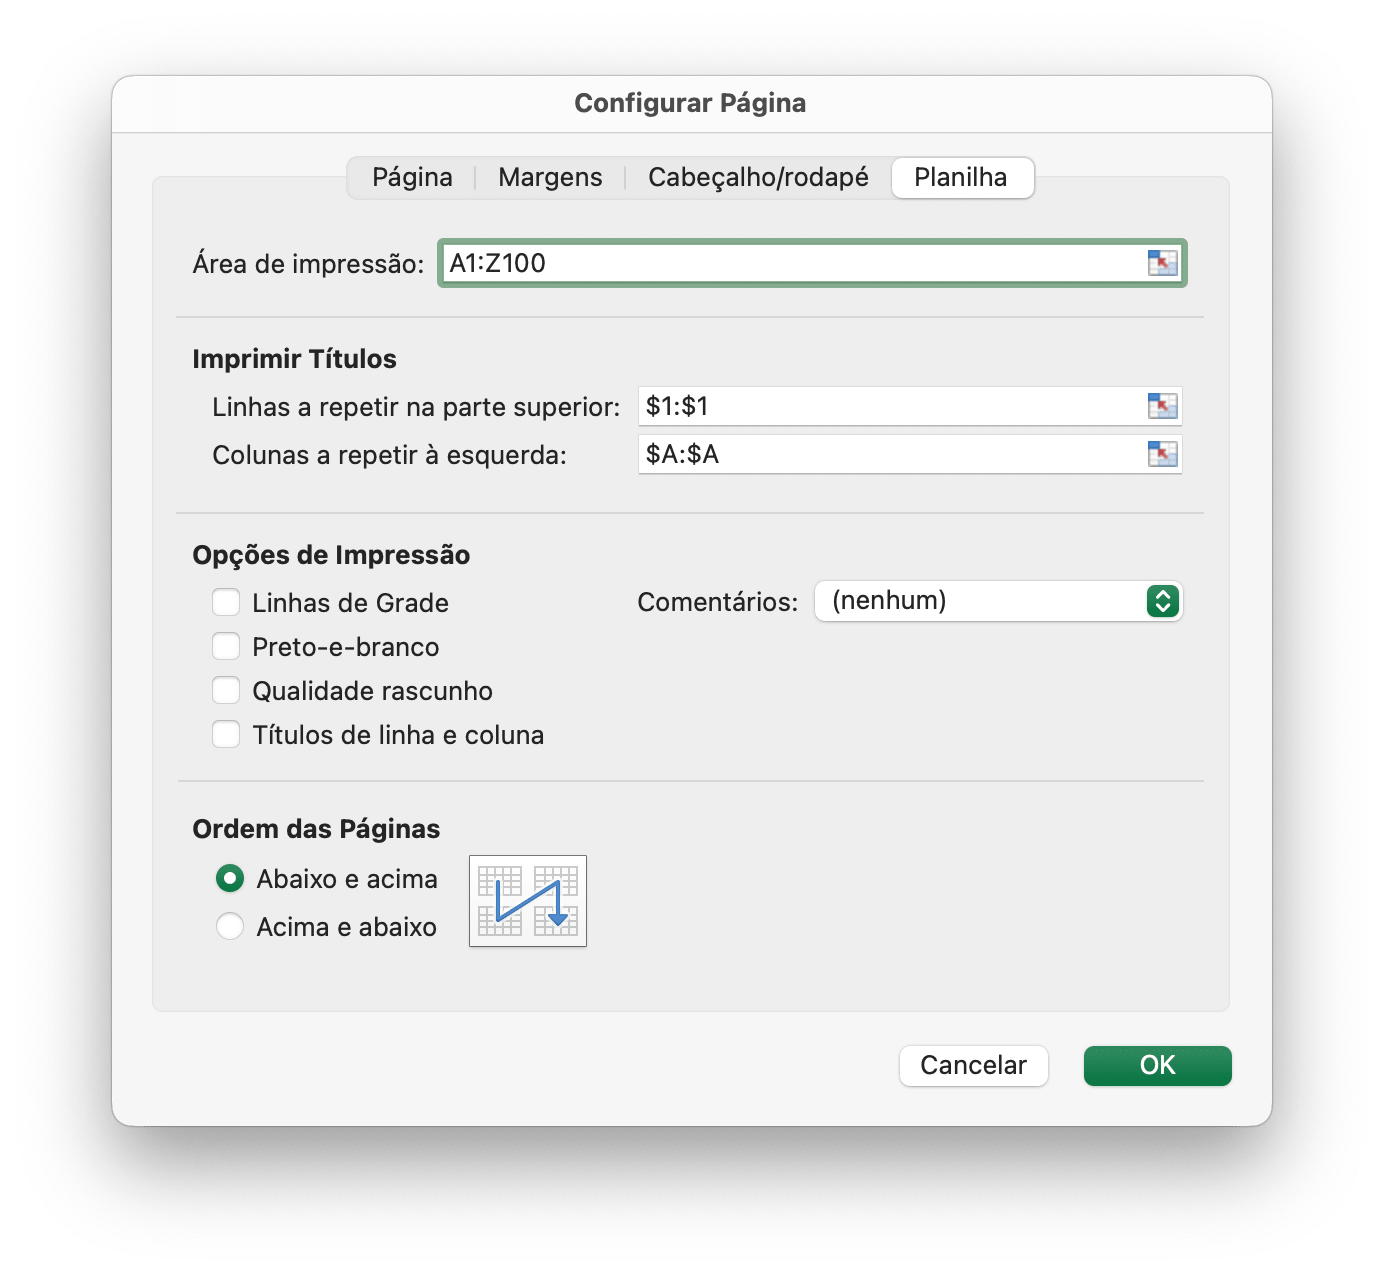 Configurar Página
Página Margens Cabeçalho/rodapé Planilha
Área de impressão: A1:Z100
Imprimir Títulos
Linhas a repetir na parte superior: $1:$1
Colunas a repetir à esquerda: $A:$A
Opções de Impressão
Linhas de Grade Comentários: (nenhum)
Preto-e-branco
Qualidade rascunho
Títulos de linha e coluna
Ordem das Páginas
Abaixo e acima
Acima e abaixo
Cancelar OK